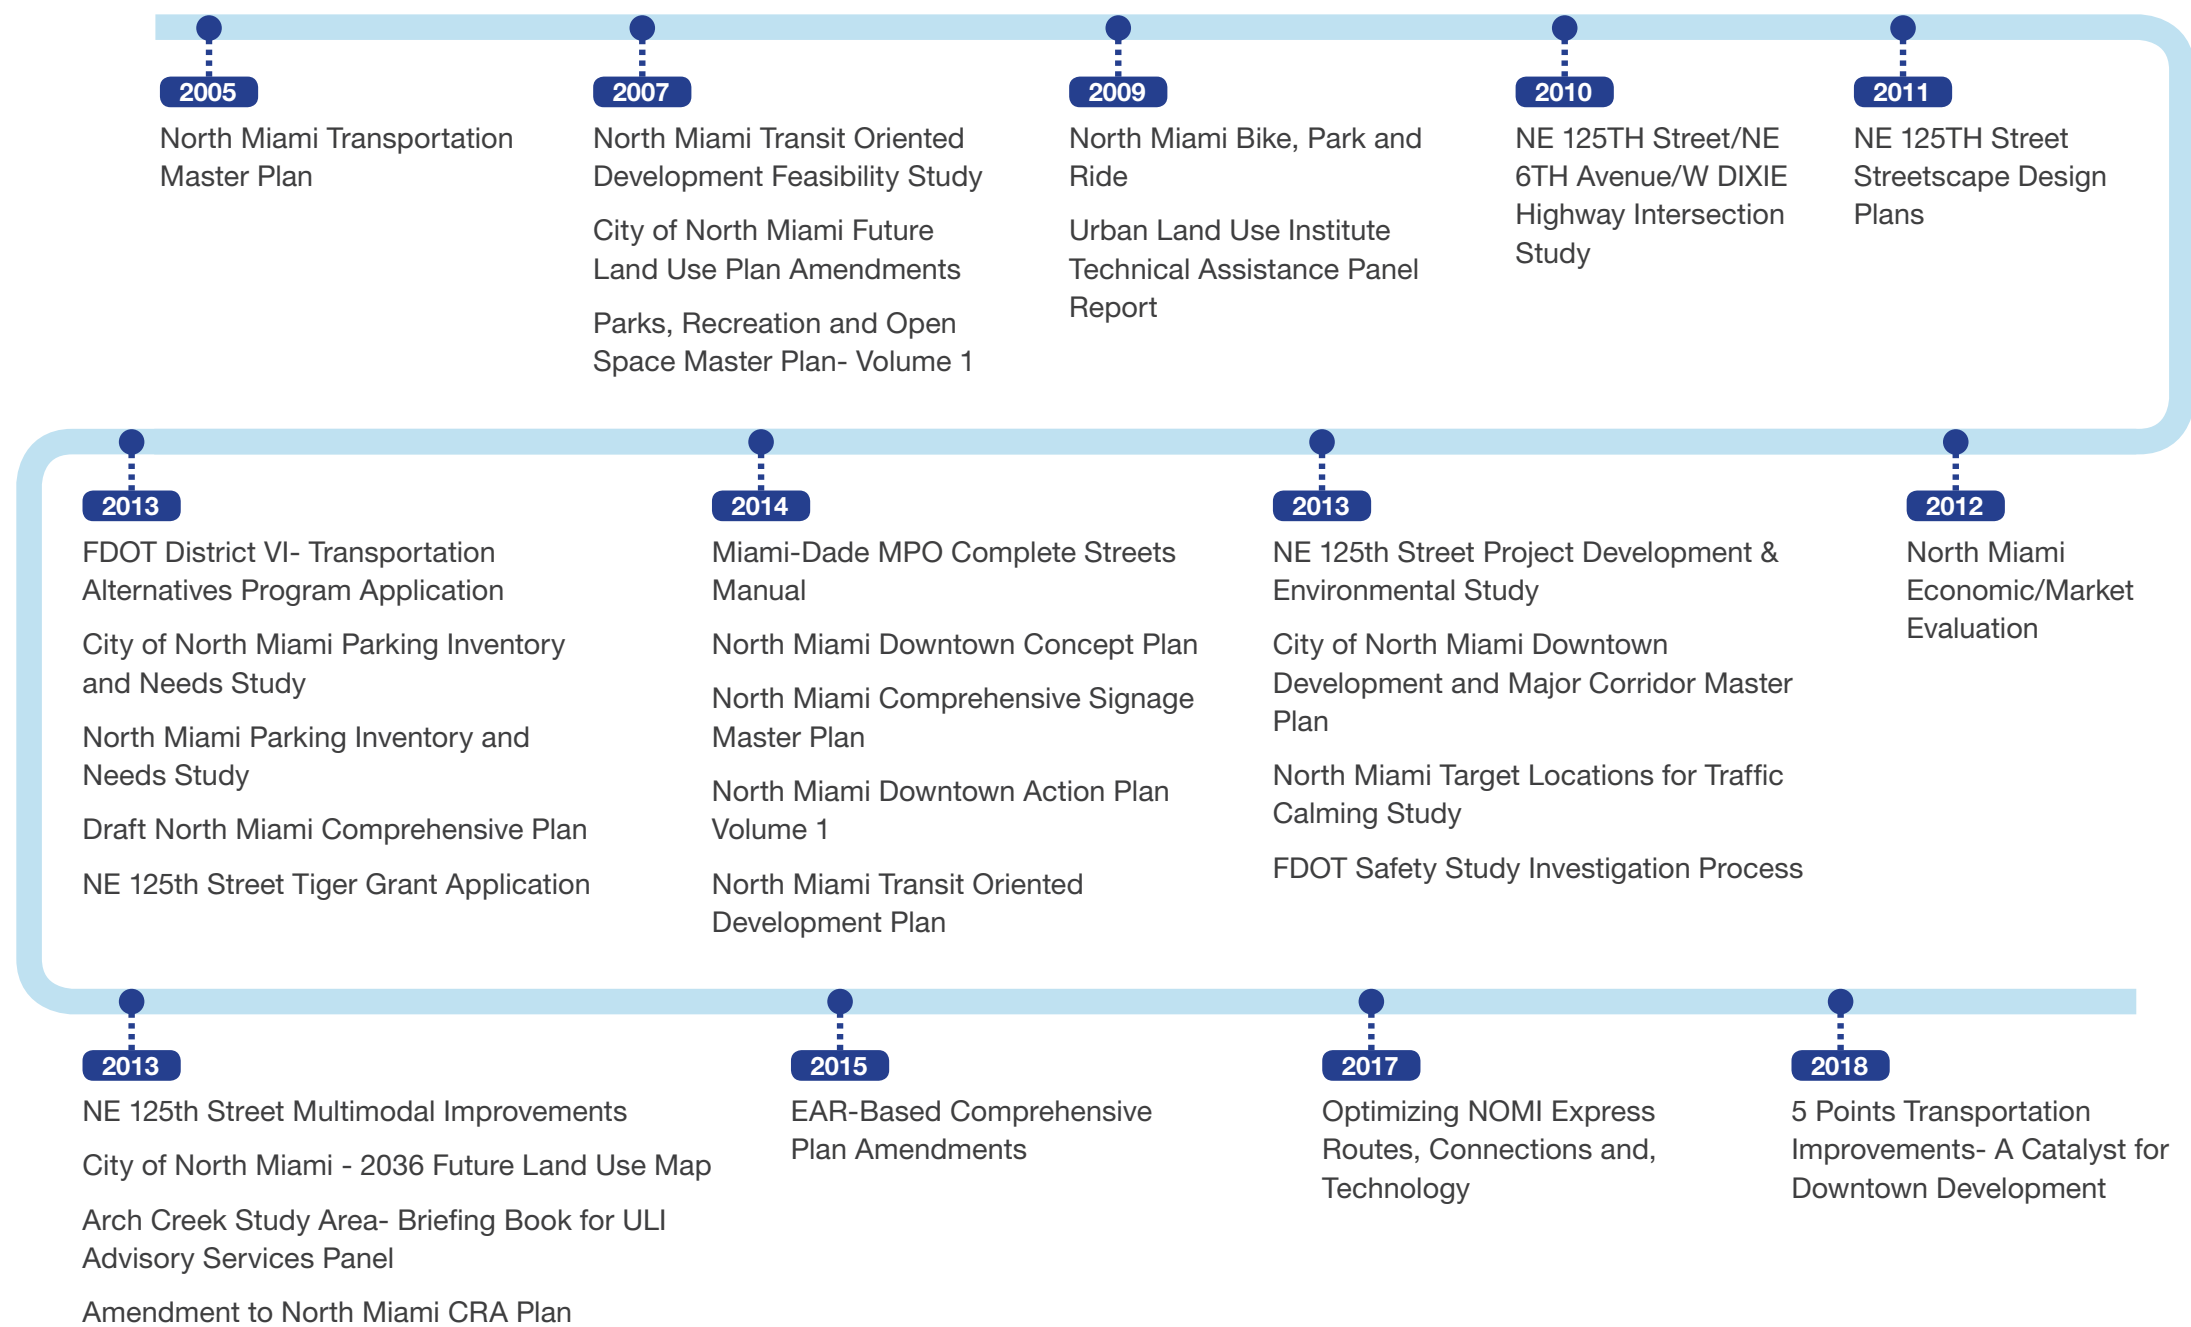 2005
North Miami Transportation
Master Plan
2007
North Miami Transit Oriented
Development Feasibility Study
City of North Miami Future
Land Use Plan Amendments
Parks, Recreation and Open
Space Master Plan- Volume 1
2009
North Miami Bike, Park and
Ride
Urban Land Use Institute
Technical Assistance Panel
Report
2010
NE 125TH Street/NE
6TH Avenue/W DIXIE
Highway Intersection
Study
2011
NE 125TH Street
Streetscape Design
Plans
2012
North Miami
Economic/Market
Evaluation
2013
NE 125th Street Project Development &
Environmental Study
City of North Miami Downtown
Development and Major Corridor Master
Plan
North Miami Target Locations for Traffic
Calming Study
FDOT Safety Study Investigation Process
2014
Miami-Dade MPO Complete Streets
Manual
North Miami Downtown Concept Plan
North Miami Comprehensive Signage
Master Plan
North Miami Downtown Action Plan
Volume 1
North Miami Transit Oriented
Development Plan
2013
FDOT District VI- Transportation
Alternatives Program Application
City of North Miami Parking Inventory
and Needs Study
North Miami Parking Inventory and
Needs Study
Draft North Miami Comprehensive Plan
NE 125th Street Tiger Grant Application
2013
NE 125th Street Multimodal Improvements
City of North Miami - 2036 Future Land Use Map
Arch Creek Study Area- Briefing Book for ULI
Advisory Services Panel
Amendment to North Miami CRA Plan
2015
EAR-Based Comprehensive
Plan Amendments
2017
Optimizing NOMI Express
Routes, Connections and,
Technology
2018
5 Points Transportation
Improvements- A Catalyst for
Downtown Development